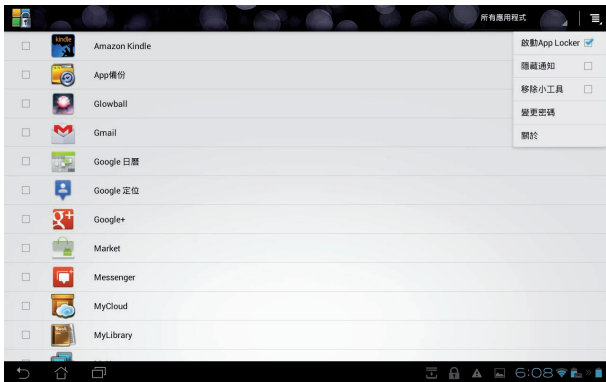 所有應用程式
啟動App Locker
隱藏通知
移除小工具
變更密碼
關於
kindle
Amazon Kindle
App備份
Glowball
Gmail
Google 日曆
Google 定位
Google+
Market
Messenger
MyCloud
MyLibrary
6:08